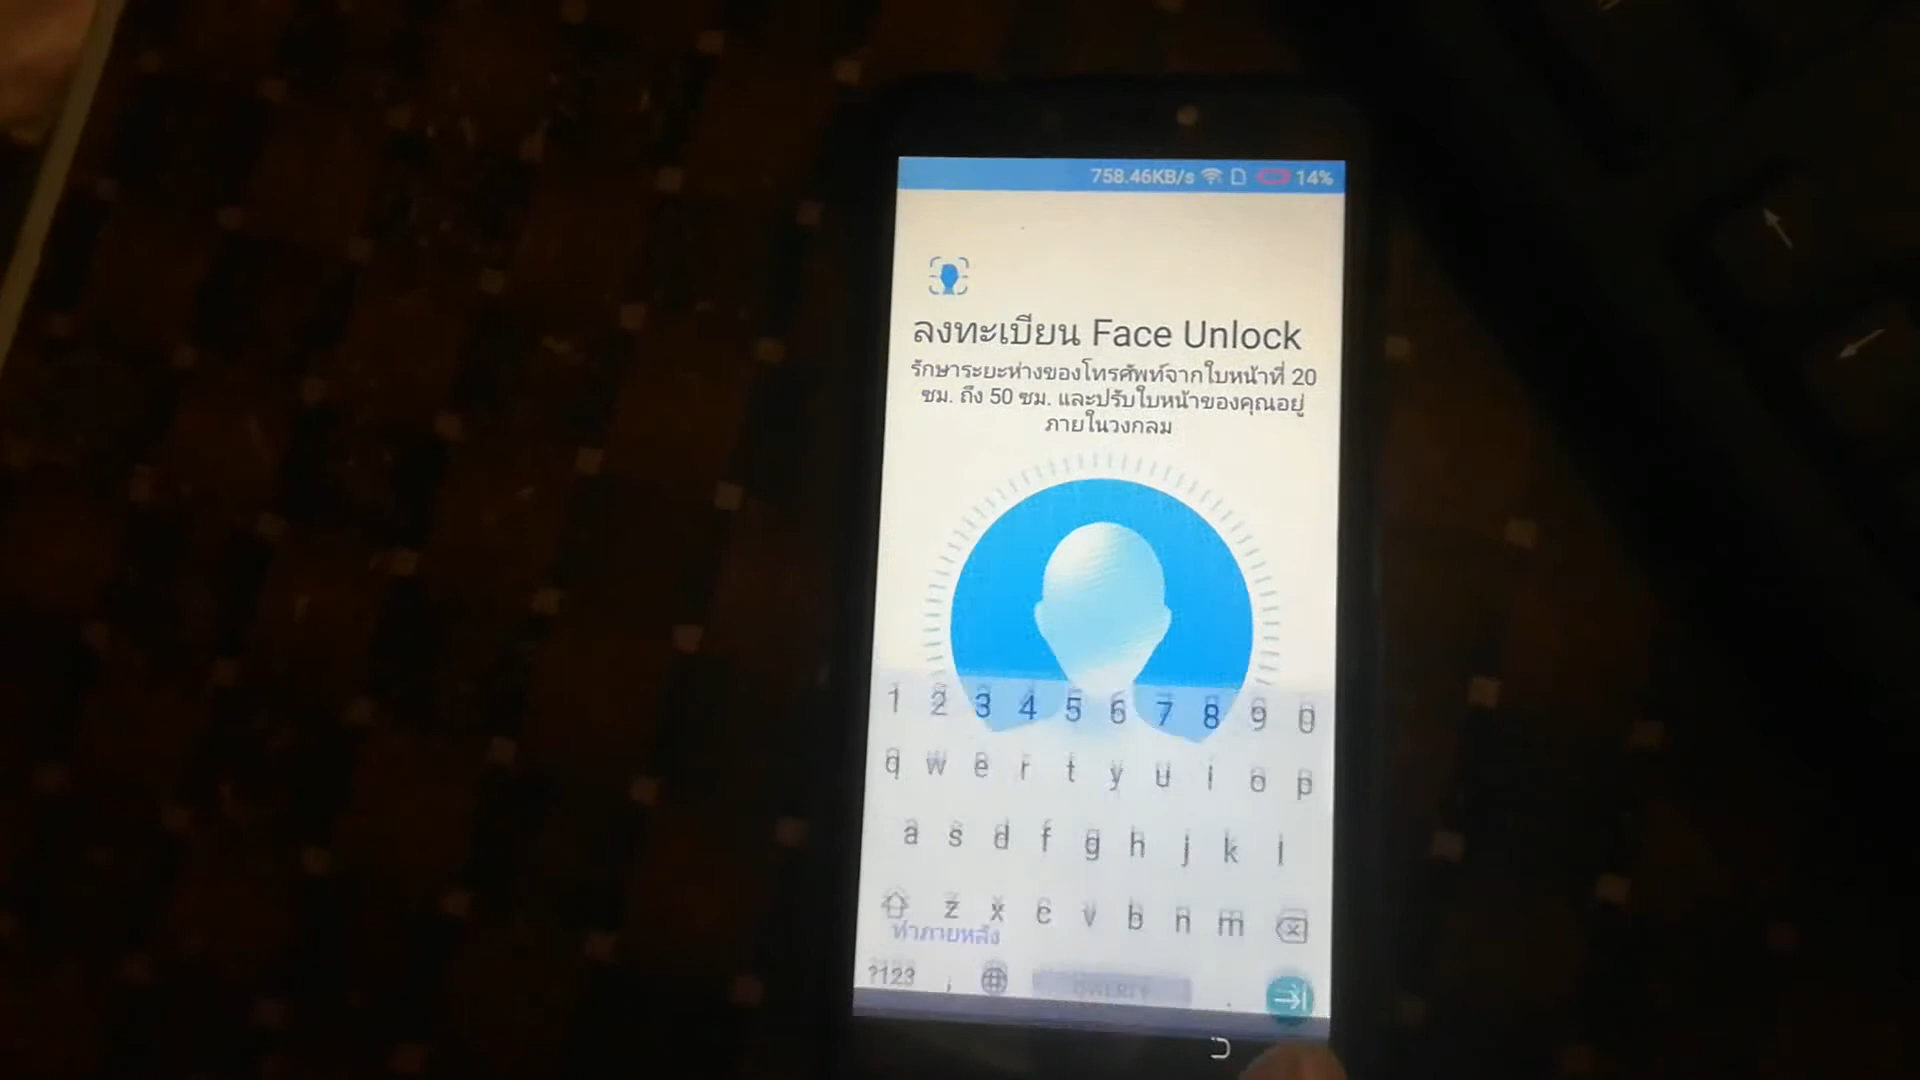 758.46KB/s 14%
ลงทะเบียน Face Unlock
รักษาระยะห่างของโทรศัพท์จากใบหน้าที่ 20
ซม. ถึง 50 ซม. และปรับใบหน้าของคุณอยู่
ภายในวงกลม
1 2 3 4 5 6 7 8 9 0
q w e r t y u i o p
a s d f g h j k l
z x c v b n m
ทำภายหลัง
?123 , QWERTY .